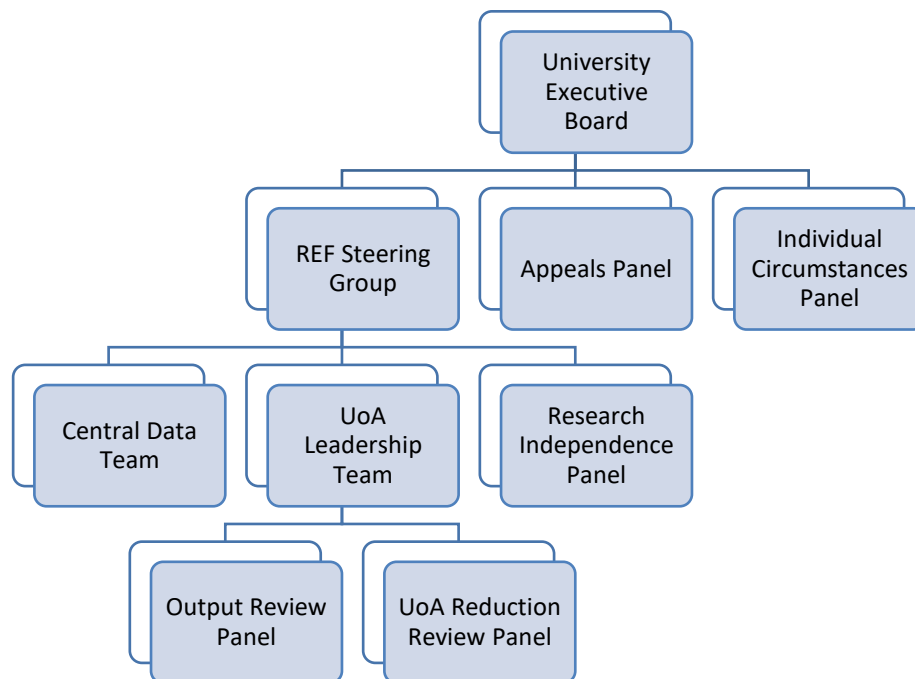 University
Executive
Board
REF Steering
Group
Appeals Panel
Individual
Circumstances
Panel
Central Data
Team
UoA
Leadership
Team
Research
Independence
Panel
Output Review
Panel
UoA Reduction
Review Panel